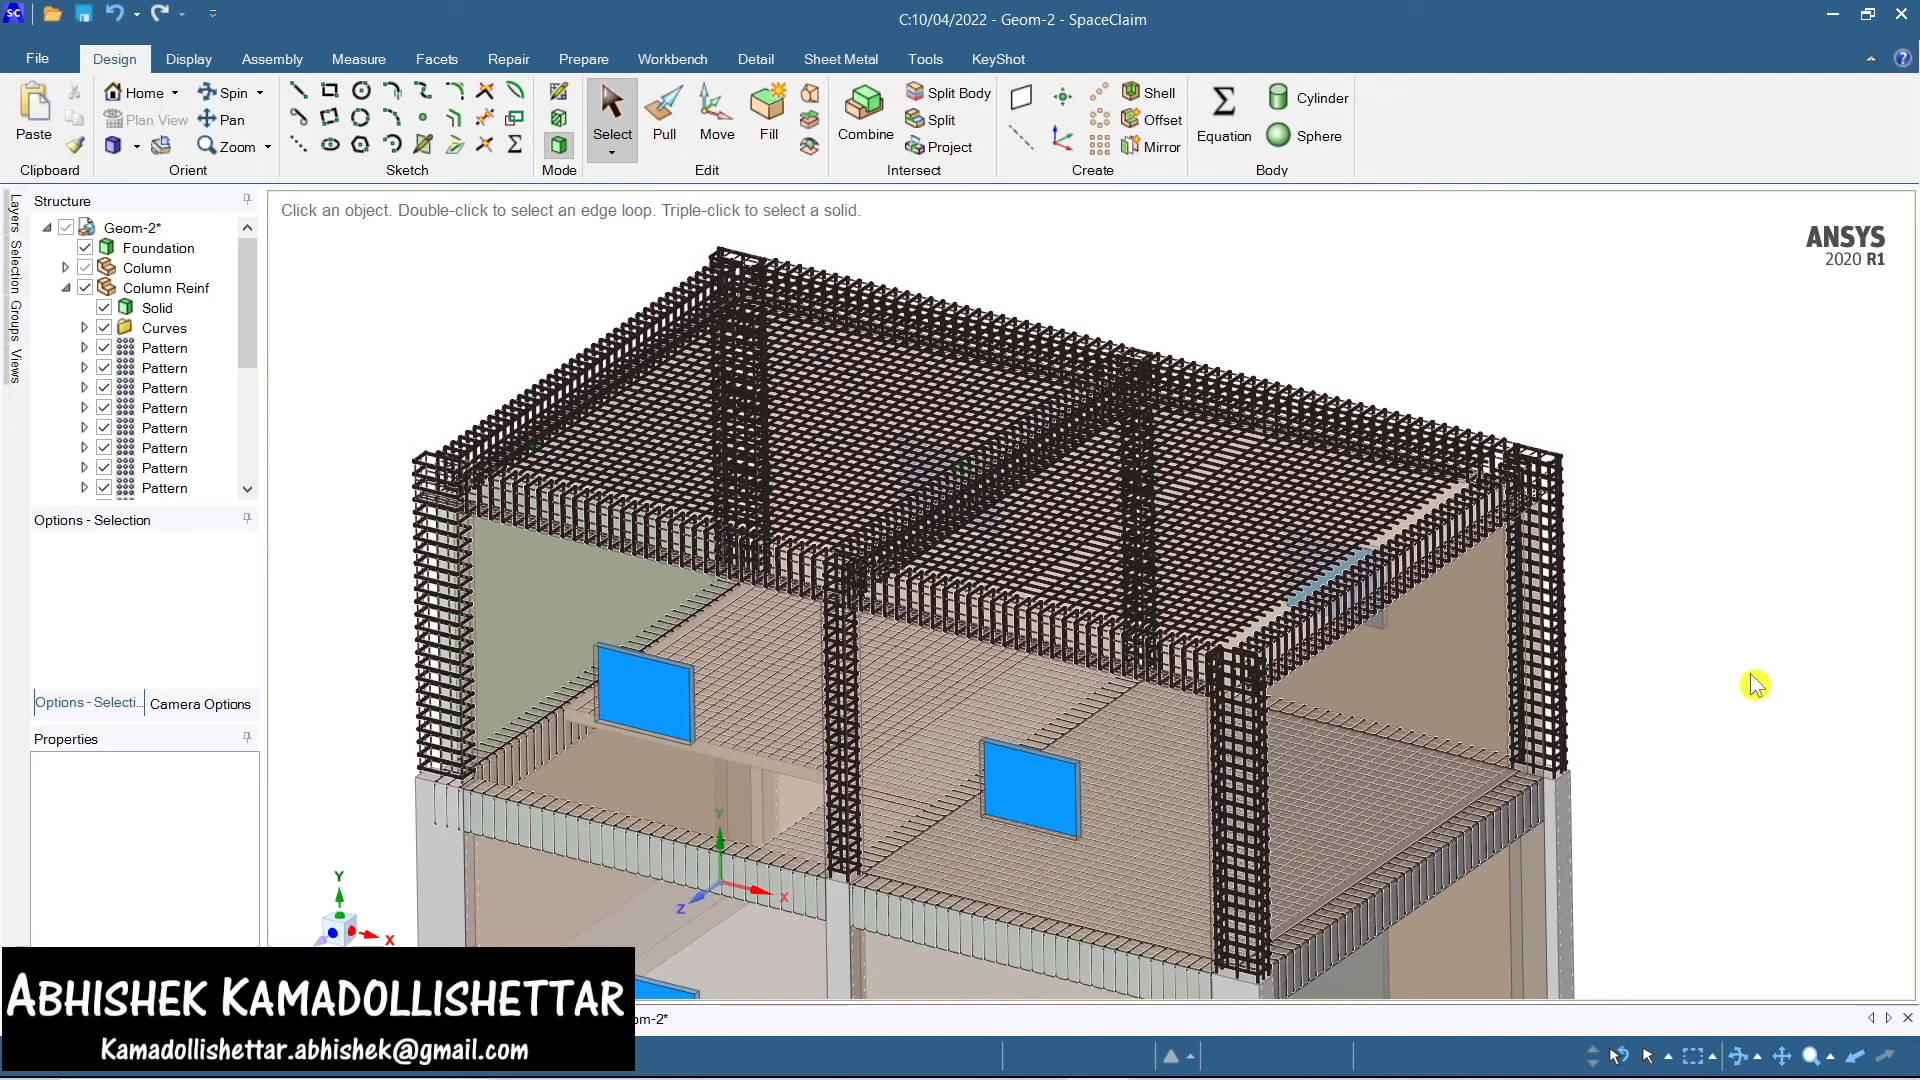 C:10/04/2022 - Geom-2 - SpaceClaim
File Design Display Assembly Measure Facets Repair Prepare Workbench Detail Sheet Metal Tools KeyShot
Paste
Clipboard
Home Spin
Plan View Pan
Zoom
Orient
Sketch
Mode
Select Pull Move Fill
Edit
Combine
Split Body
Split
Project
Intersect
Shell
Offset
Mirror
Create
Equation
Cylinder
Sphere
Body
Layers Selection Groups Views
Structure
Geom-2*
Foundation
Column
Column Reinf
Solid
Curves
Pattern
Pattern
Pattern
Pattern
Pattern
Pattern
Pattern
Pattern
Options - Selection
Options - Selecti... Camera Options
Properties
Click an object. Double-click to select an edge loop. Triple-click to select a solid.
ANSYS
2020 R1
Y
X
Z
Y
X
ABHISHEK KAMADOLLISHETTAR
Kamadollishettar.abhishek@gmail.com
om-2*